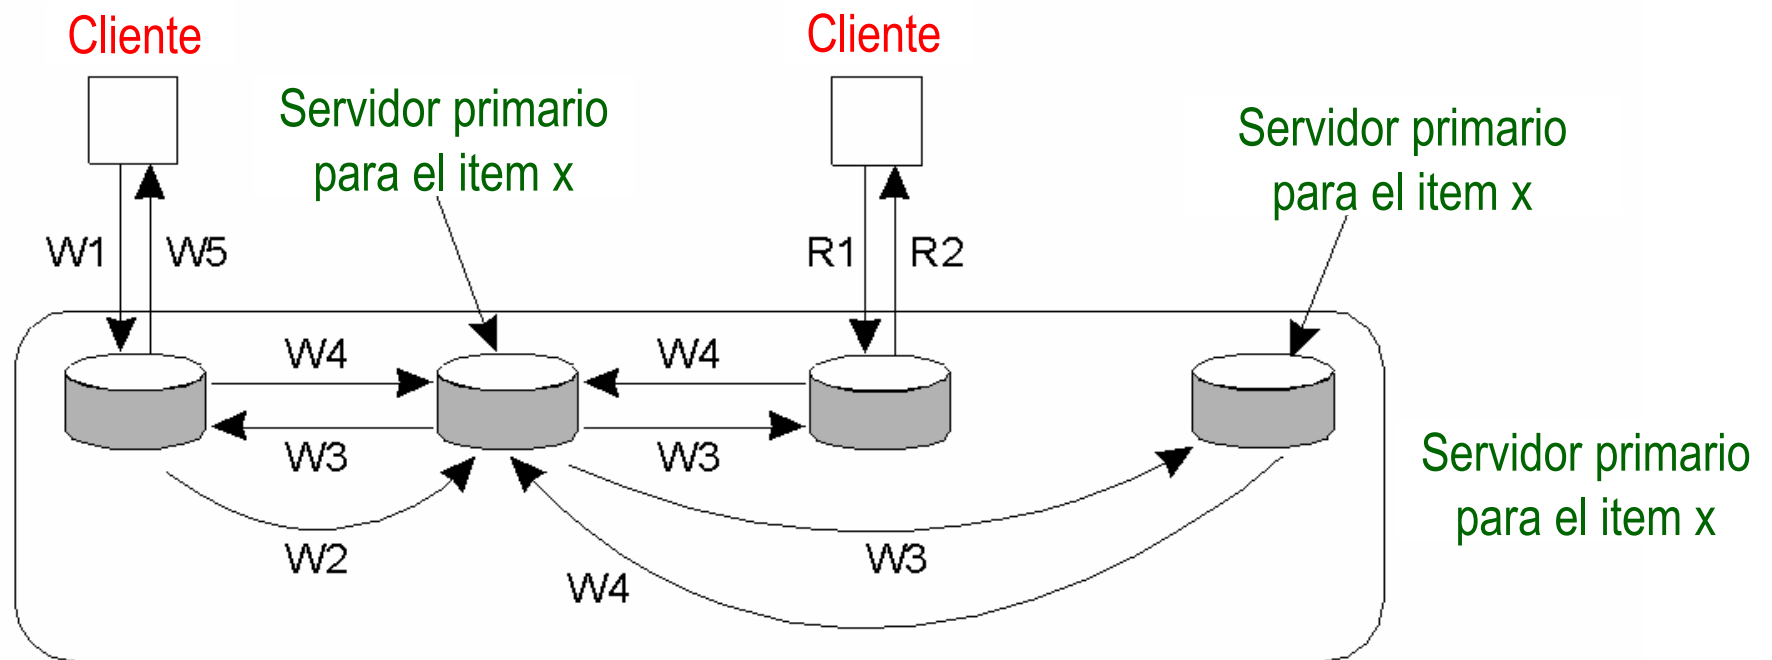 Cliente
Cliente
Servidor primario
para el item x
Servidor primario
para el item x
W1
W5
R1
R2
W4
W4
W3
W3
Servidor primario
para el item x
W2
W3
W4